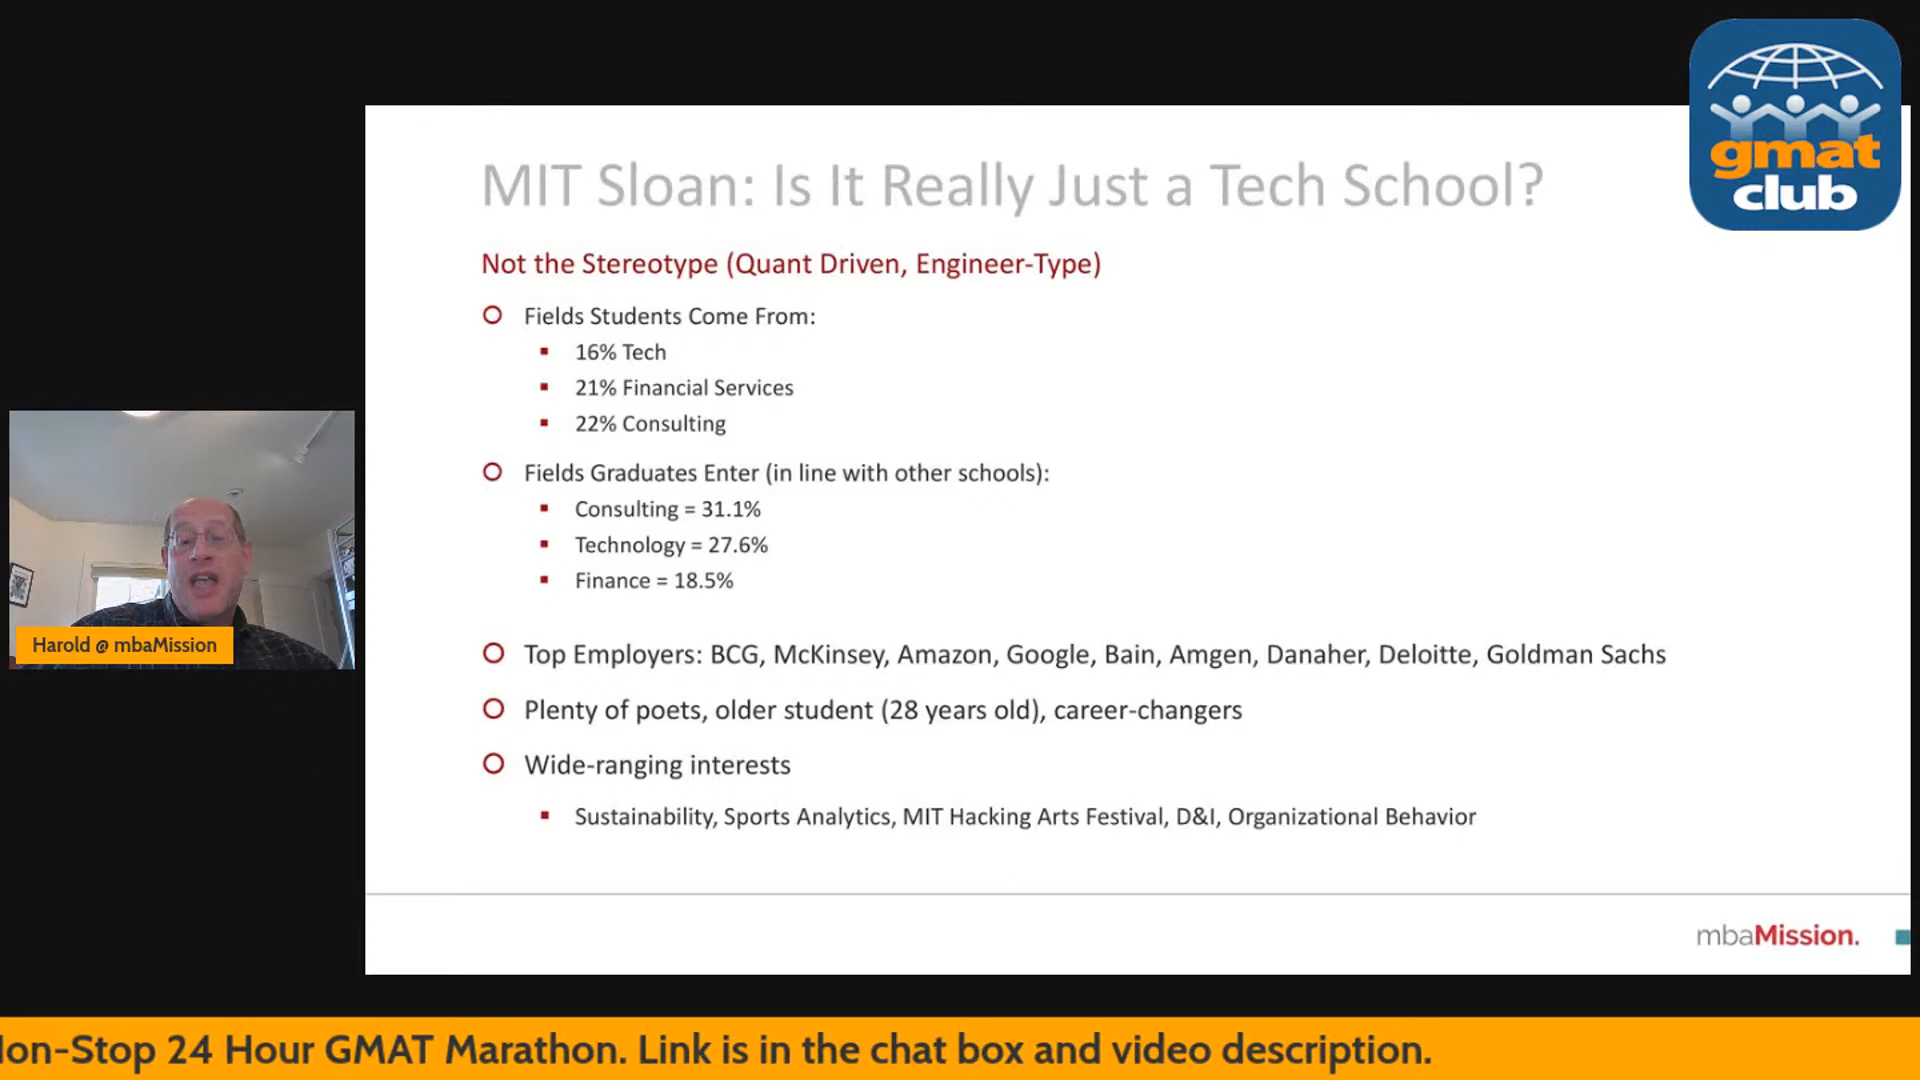 gmat
club
MIT Sloan: Is It Really Just a Tech School?
Not the Stereotype (Quant Driven, Engineer-Type)
Fields Students Come From:
16% Tech
21% Financial Services
22% Consulting
Fields Graduates Enter (in line with other schools):
Consulting = 31.1%
Technology = 27.6%
Finance = 18.5%
Top Employers: BCG, McKinsey, Amazon, Google, Bain, Amgen, Danaher, Deloitte, Goldman Sachs
Plenty of poets, older student (28 years old), career-changers
Wide-ranging interests
Sustainability, Sports Analytics, MIT Hacking Arts Festival, D&I, Organizational Behavior
Harold @ mbaMission
mbaMission.
on-Stop 24 Hour GMAT Marathon. Link is in the chat box and video description.